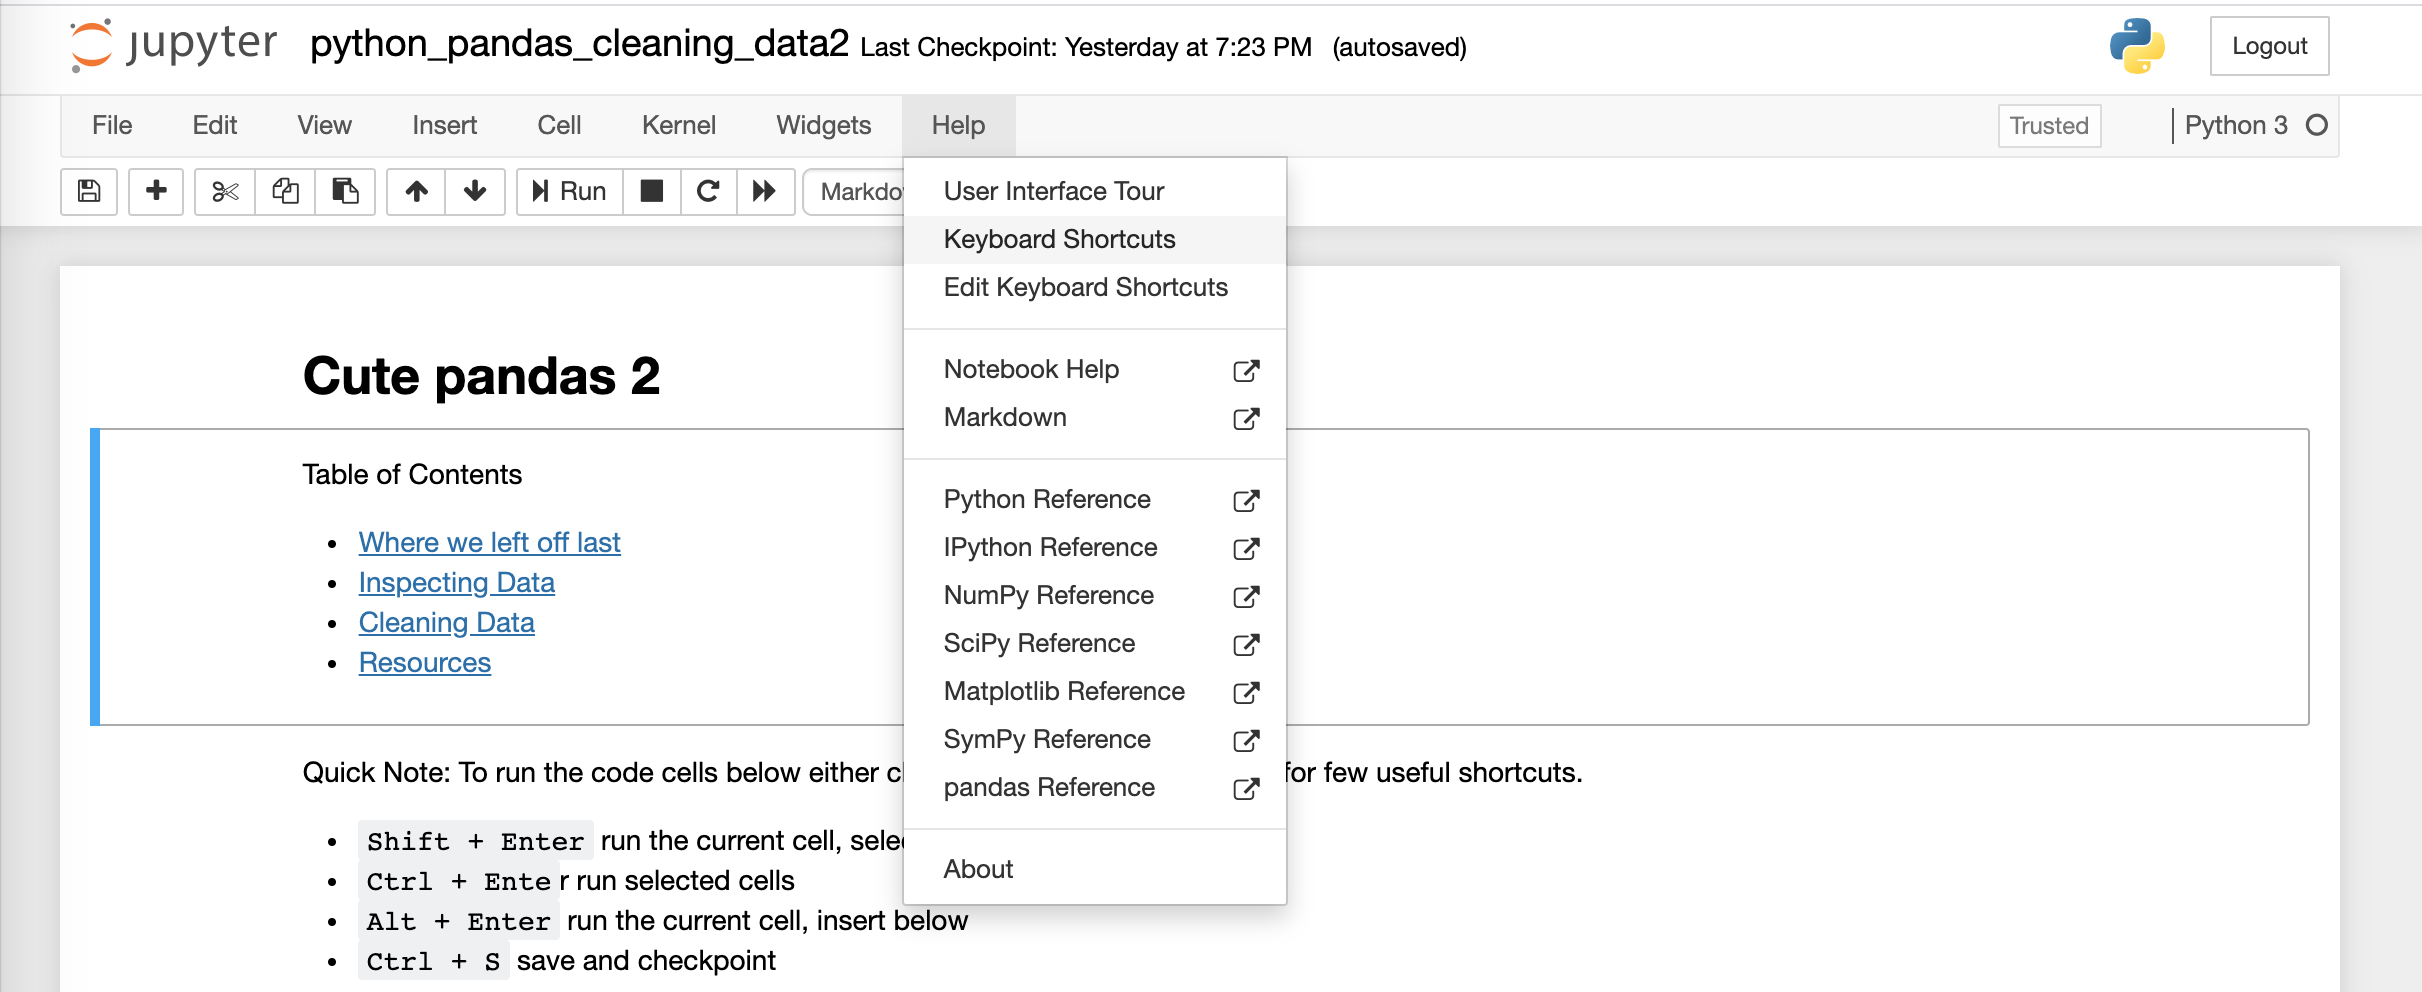 jupyter python_pandas_cleaning_data2 Last Checkpoint: Yesterday at 7:23 PM (autosaved) Logout
File Edit View Insert Cell Kernel Widgets Help Trusted Python 3
Run Markdo
User Interface Tour
Keyboard Shortcuts
Edit Keyboard Shortcuts
Notebook Help
Markdown
Python Reference
IPython Reference
NumPy Reference
SciPy Reference
Matplotlib Reference
SymPy Reference
pandas Reference
About
Cute pandas 2
Table of Contents
Where we left off last
Inspecting Data
Cleaning Data
Resources
Quick Note: To run the code cells below either for few useful shortcuts.
Shift + Enter run the current cell,
Ctrl + Enter run selected cells
Alt + Enter run the current cell, insert below
Ctrl + S save and checkpoint